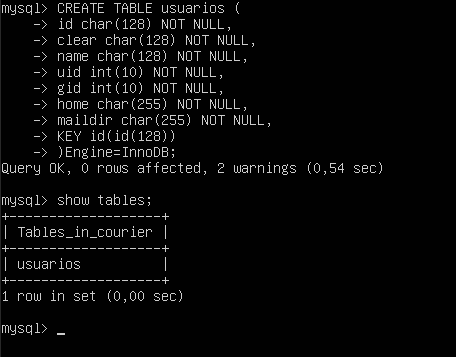 mysql> CREATE TABLE usuarios (
    -> id char(128) NOT NULL,
    -> clear char(128) NOT NULL,
    -> name char(128) NOT NULL,
    -> uid int(10) NOT NULL,
    -> gid int(10) NOT NULL,
    -> home char(255) NOT NULL,
    -> maildir char(255) NOT NULL,
    -> KEY id(id(128))
    -> )Engine=InnoDB;
Query OK, 0 rows affected, 2 warnings (0,54 sec)
mysql> show tables;
+-------------------+
| Tables_in_courier |
+-------------------+
| usuarios          |
+-------------------+
1 row in set (0,00 sec)
mysql> _